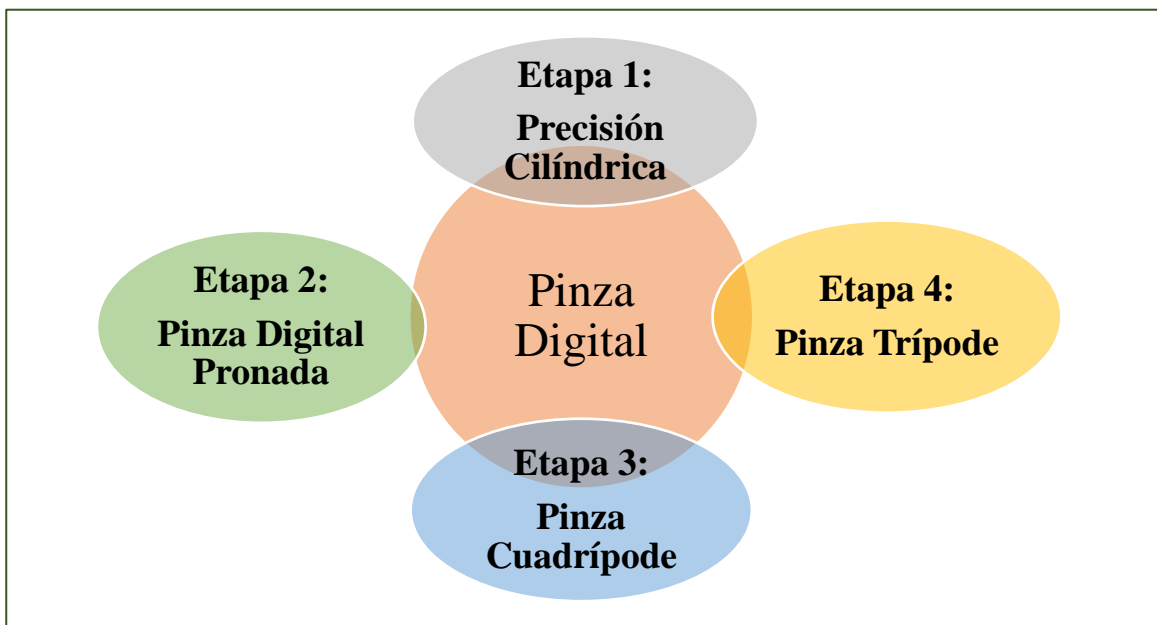 Etapa 1:
Precisión
Cilíndrica
Etapa 2:
Pinza Digital
Pronada
Pinza
Digital
Etapa 4:
Pinza Trípode
Etapa 3:
Pinza
Cuadrípode